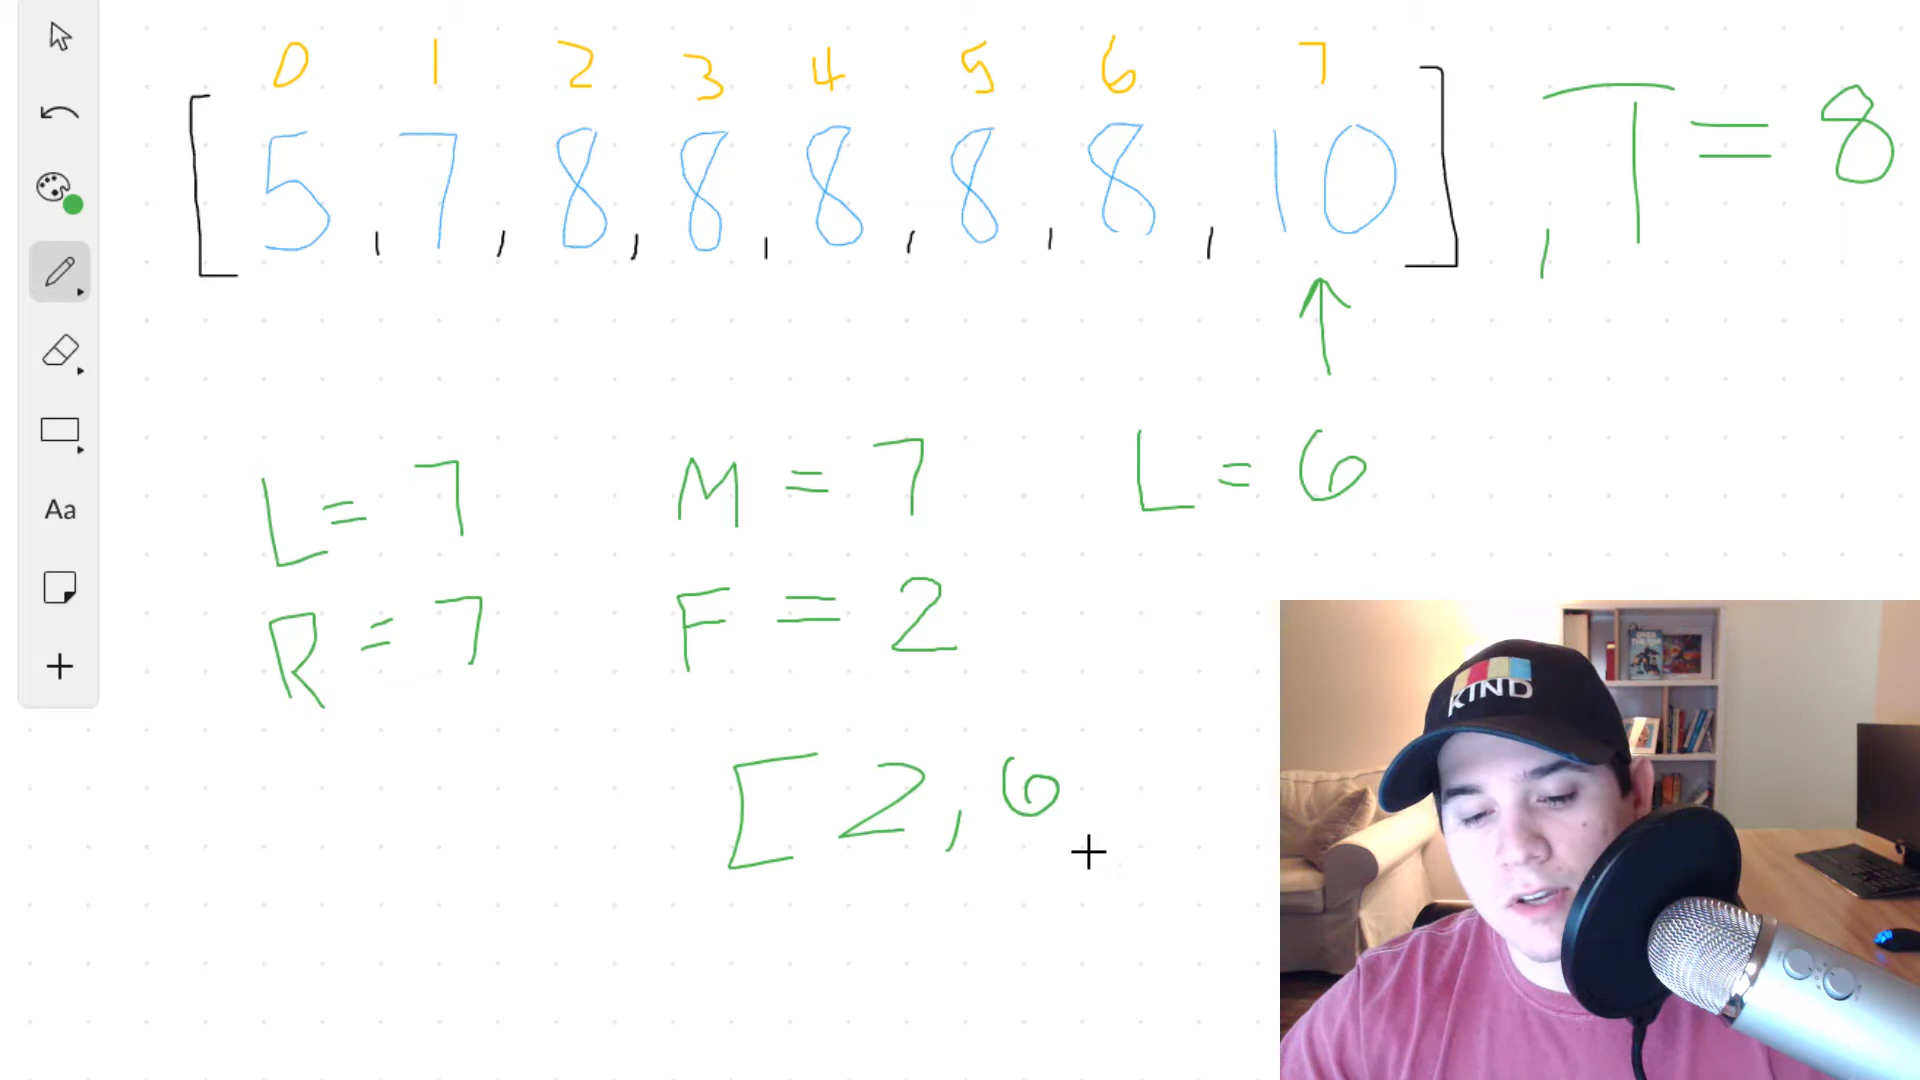 0 1 2 3 4 5 6 7
[5, 7, 8, 8, 8, 8, 8, 10], T = 8
L = 7 M = 7 L = 6
R = 7 F = 2
[2, 6
Aa
KIND